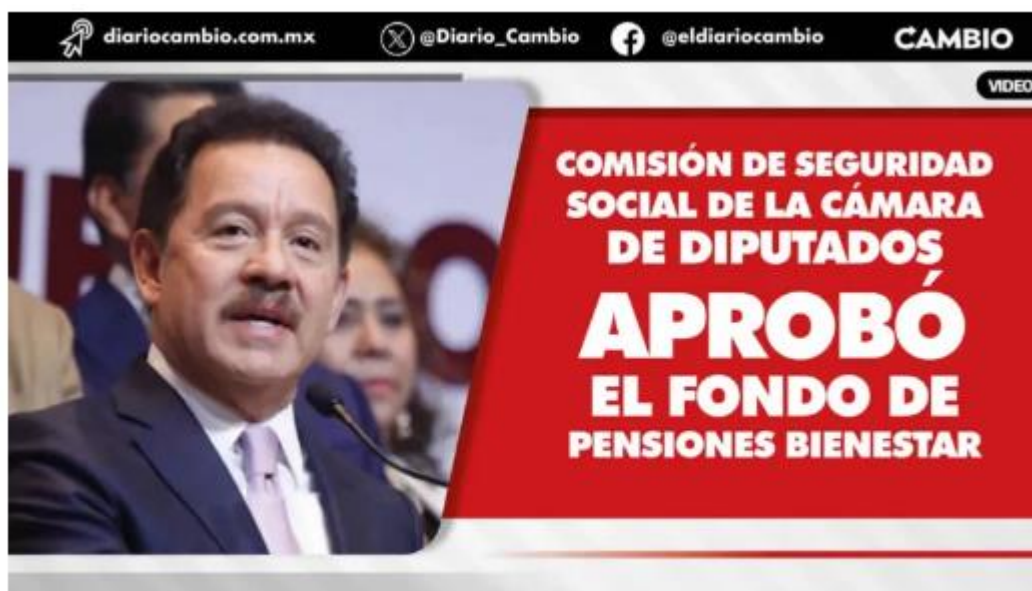 diariocambio.com.mx @Diario_Cambio @eldiariocambio CAMBIO
VIDEO
COMISIÓN DE SEGURIDAD
SOCIAL DE LA CÁMARA
DE DIPUTADOS
APROBÓ
EL FONDO DE
PENSIONES BIENESTAR